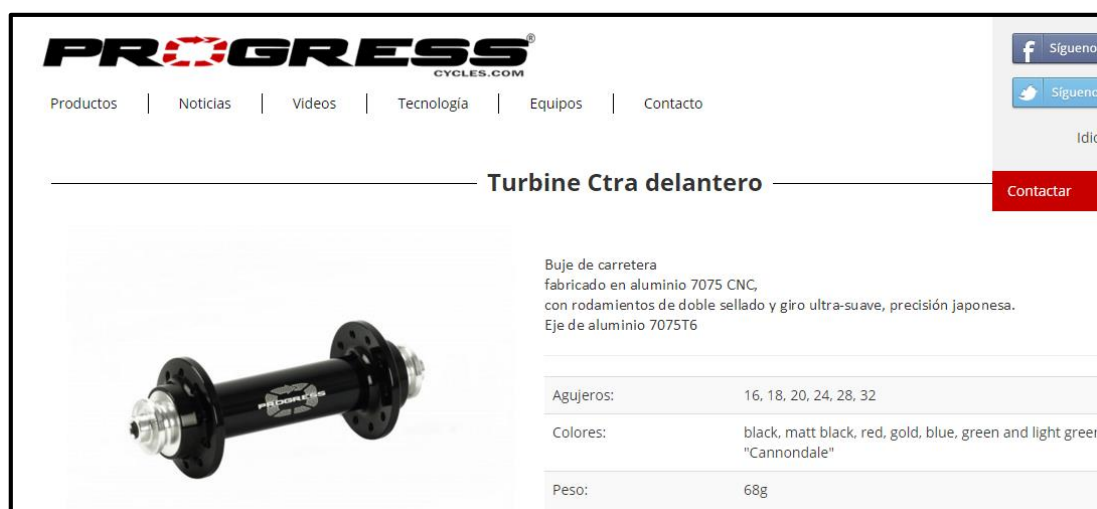 PROGRESS®
CYCLES.COM
Productos | Noticias | Videos | Tecnología | Equipos | Contacto
Sígueno
Sígueno
Idio
Contactar
Turbine Ctra delantero
Buje de carretera
fabricado en aluminio 7075 CNC,
con rodamientos de doble sellado y giro ultra-suave, precisión japonesa.
Eje de aluminio 7075T6
PROGRESS
Agujeros: 16, 18, 20, 24, 28, 32
Colores: black, matt black, red, gold, blue, green and light green
"Cannondale"
Peso: 68g